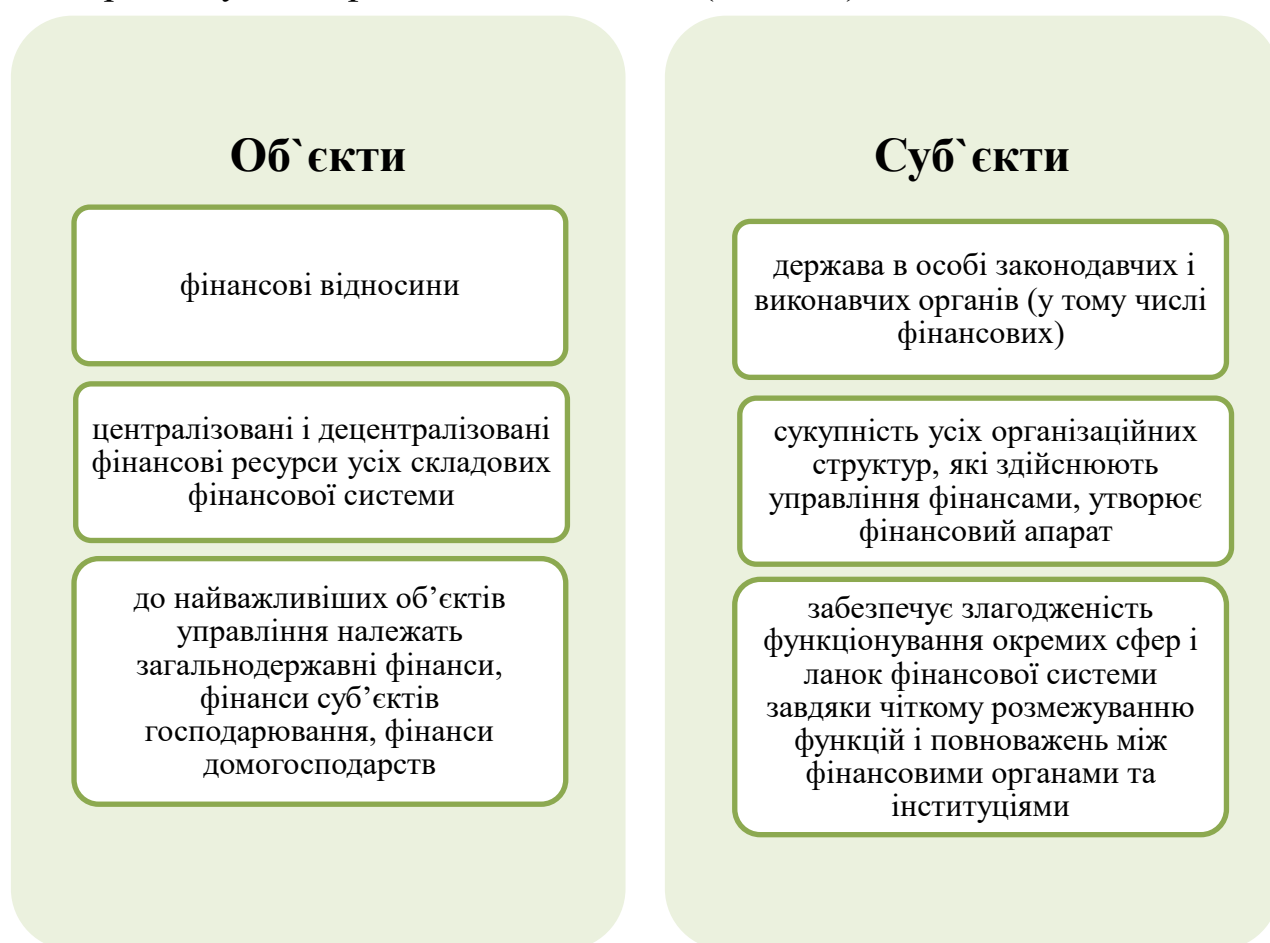 Об`єкти
фінансові відносини
централізовані і децентралізовані
фінансові ресурси усіх складових
фінансової системи
до найважливіших об’єктів
управління належать
загальнодержавні фінанси,
фінанси суб’єктів
господарювання, фінанси
домогосподарств
Суб`єкти
держава в особі законодавчих і
виконавчих органів (у тому числі
фінансових)
сукупність усіх організаційних
структур, які здійснюють
управління фінансами, утворює
фінансовий апарат
забезпечує злагодженість
функціонування окремих сфер і
ланок фінансової системи
завдяки чіткому розмежуванню
функцій і повноважень між
фінансовими органами та
інституціями